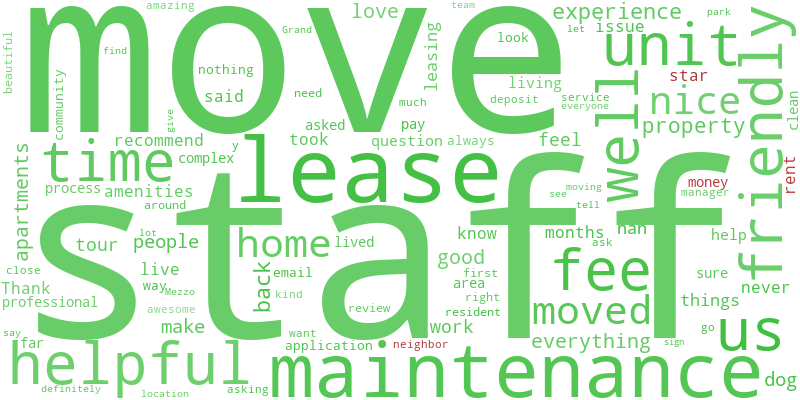 move
staff
amazing
team
park
Grand
love
experience
issue
let
beautiful
find
look
leasing
unit
friendly
nothing
star
living
said
need
much
deposit
service
everyone
well
nice
clean
community
give
asked
pay
property
recommend
took
question
always
feel
time
complex
y
lease
apartments
process
amenities
moving
money
manager
rent
see
around
tell
lot
tour
people
home
lived
know
months
nan
ask
help
good
close
live
back
email
first
area
fee
sure
Thank
way
Mezzo
kind
right
never
professional
awesome
review
resident
moved
things
say
far
make
want
work
everything
go
us
application
neighbor
sign
helpful
maintenance
dog
definitely
location
asking